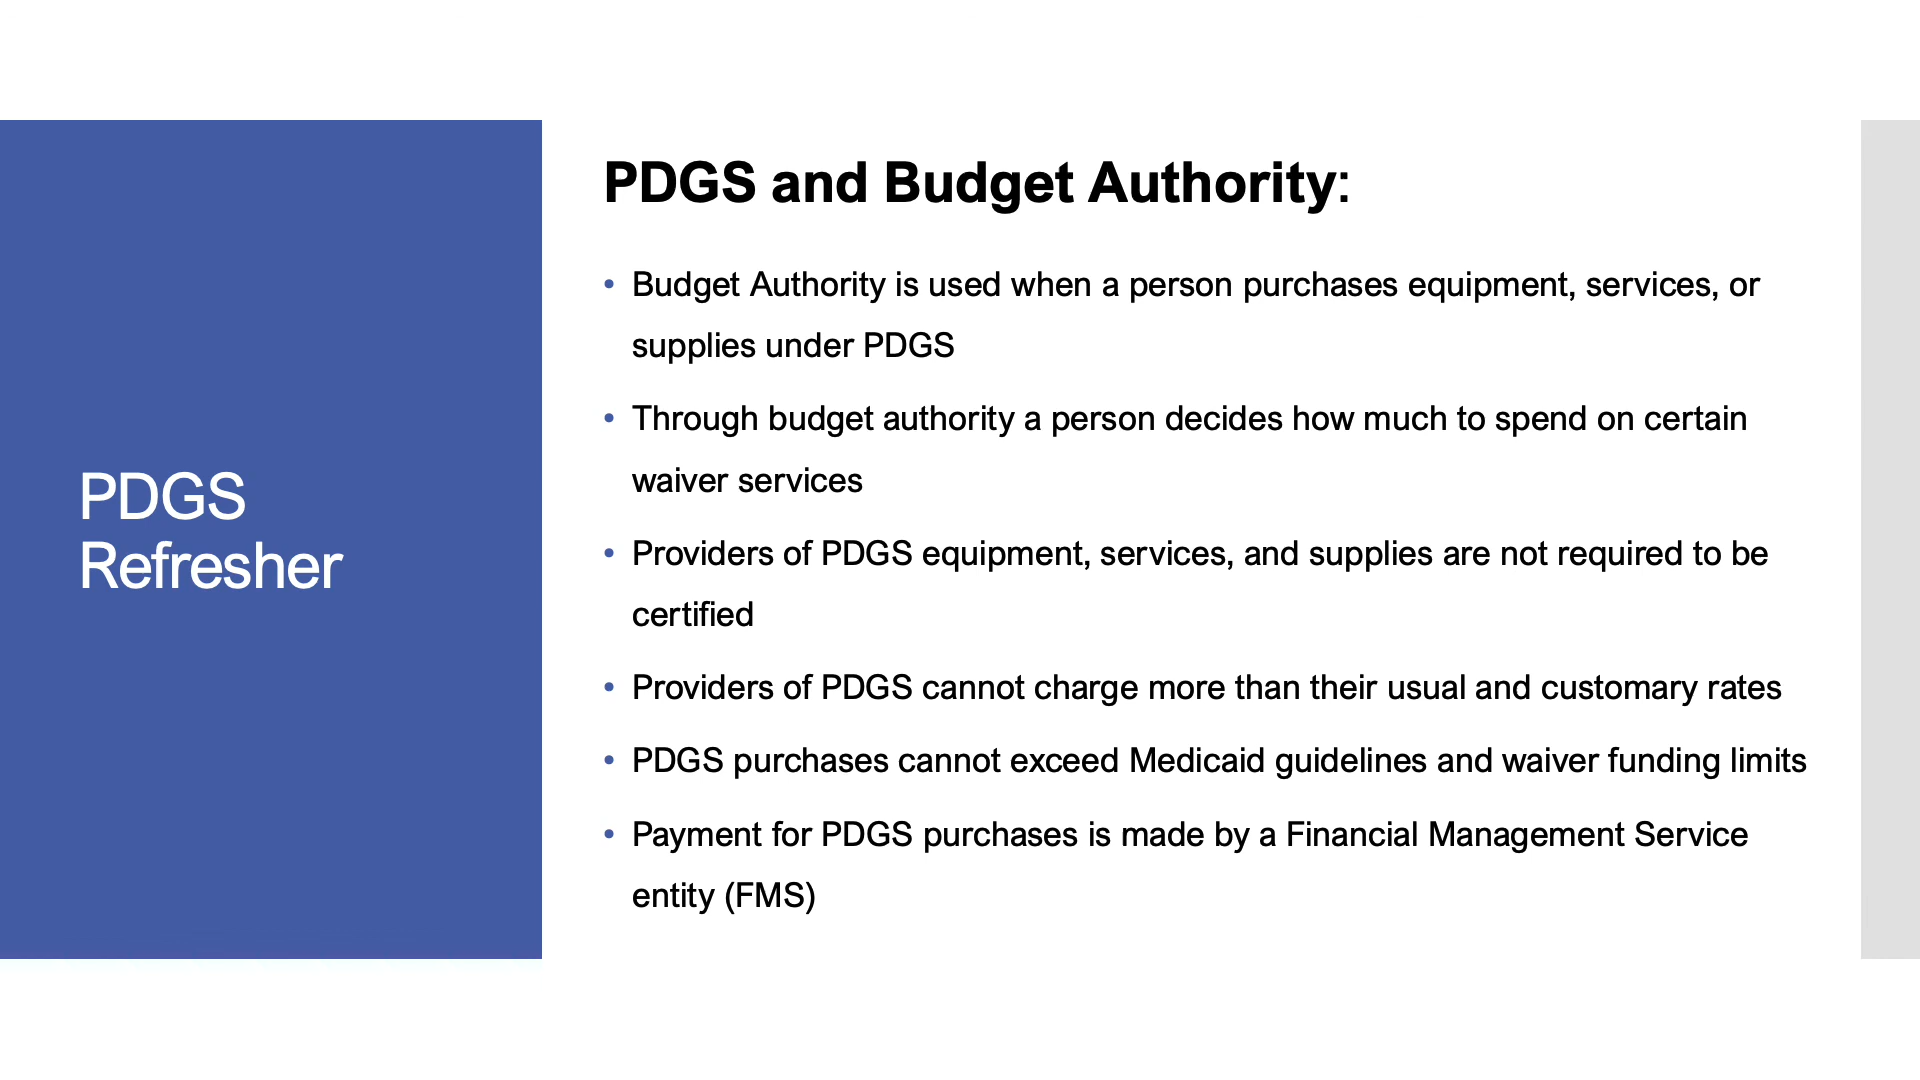 PDGS
Refresher
PDGS and Budget Authority:
• Budget Authority is used when a person purchases equipment, services, or
supplies under PDGS
• Through budget authority a person decides how much to spend on certain
waiver services
• Providers of PDGS equipment, services, and supplies are not required to be
certified
• Providers of PDGS cannot charge more than their usual and customary rates
• PDGS purchases cannot exceed Medicaid guidelines and waiver funding limits
• Payment for PDGS purchases is made by a Financial Management Service
entity (FMS)